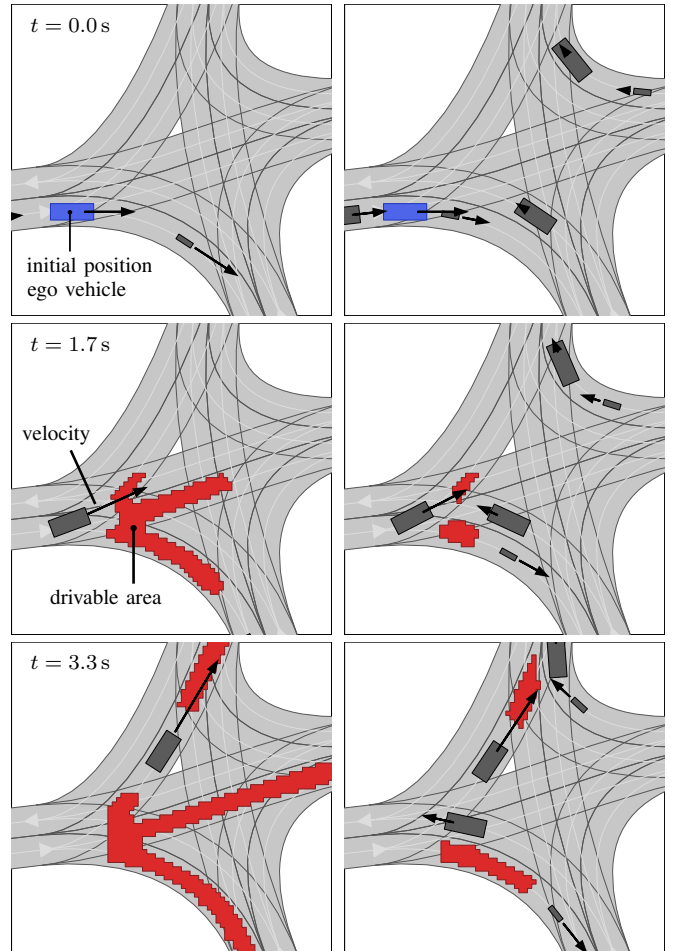 t = 0.0 s
initial position
ego vehicle
t = 1.7 s
velocity
drivable area
t = 3.3 s